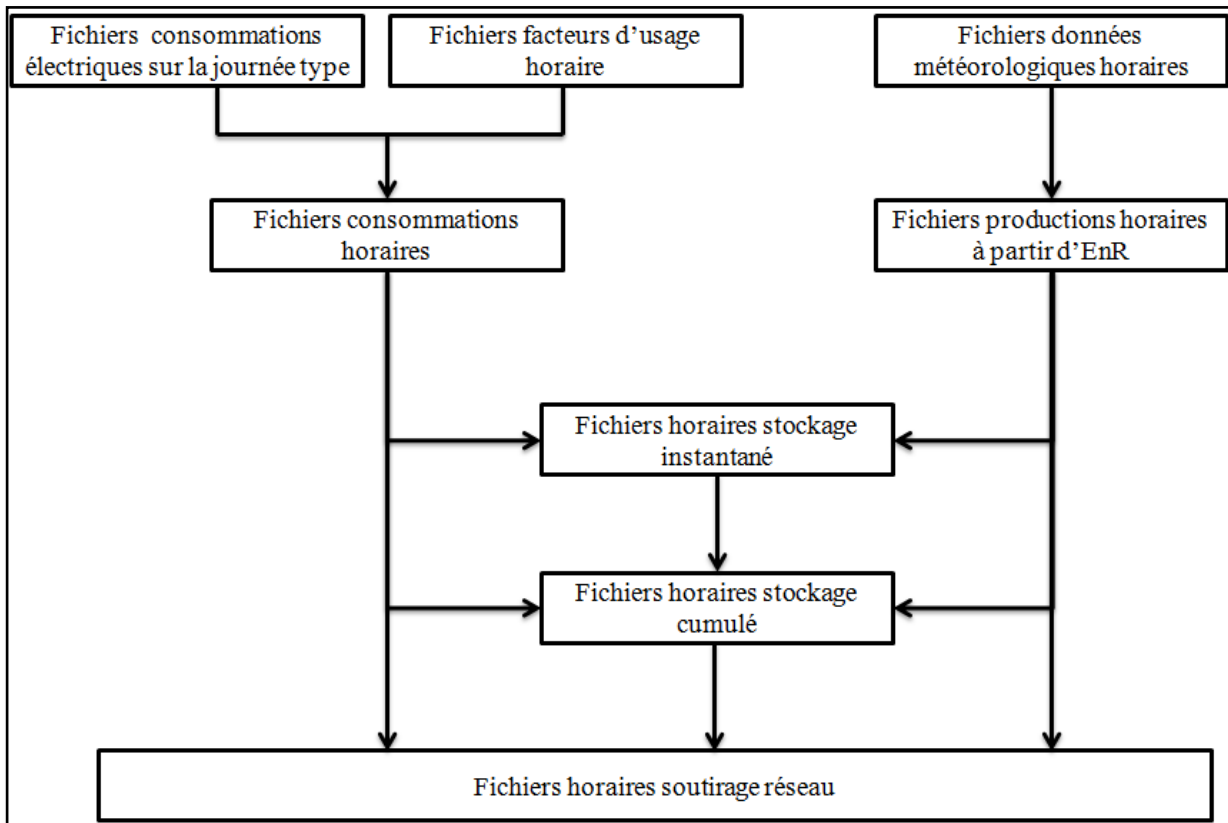 Fichiers consommations
électriques sur la journée type
Fichiers facteurs d’usage
horaire
Fichiers données
météorologiques horaires
Fichiers consommations
horaires
Fichiers productions horaires
à partir d’EnR
Fichiers horaires stockage
instantané
Fichiers horaires stockage
cumulé
Fichiers horaires soutirage réseau